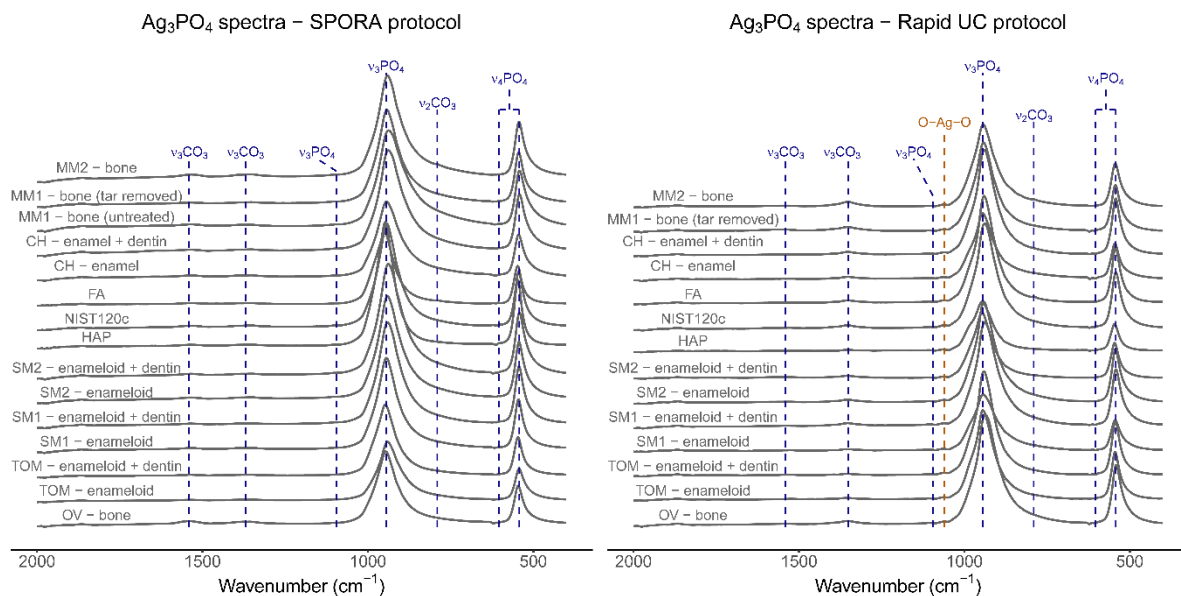 Ag₃PO₄ spectra − SPORA protocol
ν₃PO₄
ν₄PO₄
ν₂CO₃
ν₃CO₃
ν₃CO₃
ν₃PO₄
MM2 − bone
MM1 − bone (tar removed)
MM1 − bone (untreated)
CH − enamel + dentin
CH − enamel
FA
NIST120c
HAP
SM2 − enameloid + dentin
SM2 − enameloid
SM1 − enameloid + dentin
SM1 − enameloid
TOM − enameloid + dentin
TOM − enameloid
OV − bone
2000 1500 1000 500
Wavenumber (cm⁻¹)
Ag₃PO₄ spectra − Rapid UC protocol
ν₃PO₄
ν₄PO₄
O−Ag−O
ν₂CO₃
ν₃CO₃
ν₃CO₃
ν₃PO₄
MM2 − bone
MM1 − bone (tar removed)
CH − enamel + dentin
CH − enamel
FA
NIST120c
HAP
SM2 − enameloid + dentin
SM2 − enameloid
SM1 − enameloid + dentin
SM1 − enameloid
TOM − enameloid + dentin
TOM − enameloid
OV − bone
2000 1500 1000 500
Wavenumber (cm⁻¹)